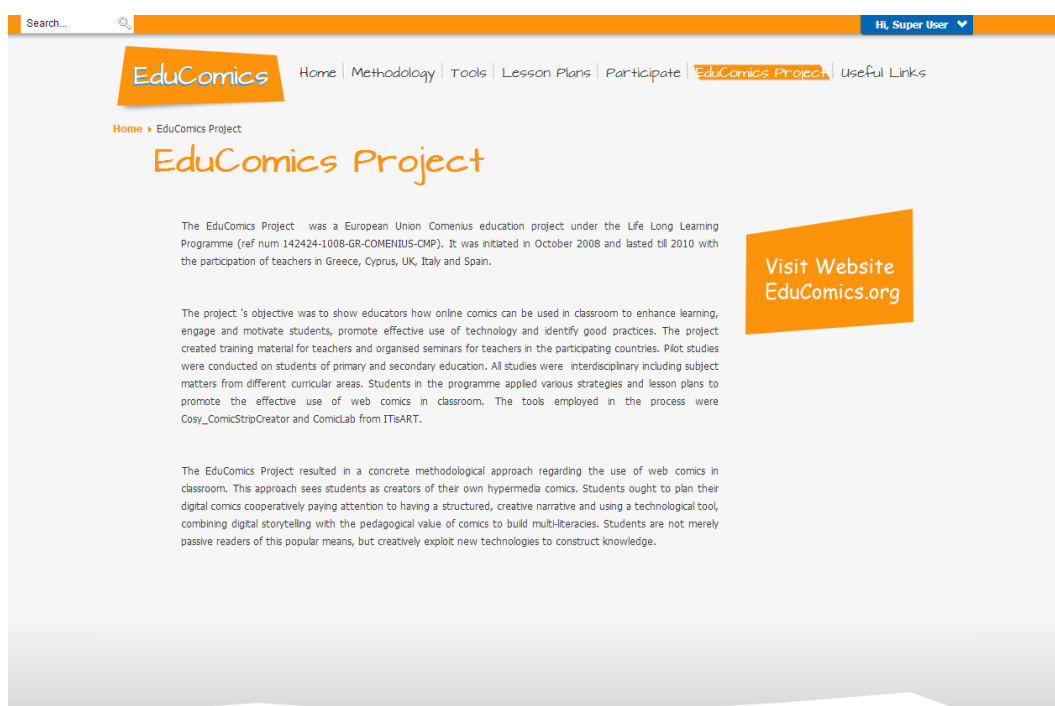 Search...
Hi, Super User
EduComics
Home
Methodology
Tools
Lesson Plans
Participate
EduComics Project
Useful Links
Home EduComics Project
EduComics Project
The EduComics Project was a European Union Comenius education project under the Life Long Learning
Programme (ref num 142424-1008-GR-COMENIUS-CMP). It was initiated in October 2008 and lasted till 2010 with
the participation of teachers in Greece, Cyprus, UK, Italy and Spain.
The project 's objective was to show educators how online comics can be used in classroom to enhance learning,
engage and motivate students, promote effective use of technology and identify good practices. The project
created training material for teachers and organised seminars for teachers in the participating countries. Pilot studies
were conducted on students of primary and secondary education. All studies were interdisciplinary including subject
matters from different curricular areas. Students in the programme applied various strategies and lesson plans to
promote the effective use of web comics in classroom. The tools employed in the process were
Cosy_ComicStripCreator and ComicLab from ITisART.
The EduComics Project resulted in a concrete methodological approach regarding the use of web comics in
classroom. This approach sees students as creators of their own hypermedia comics. Students ought to plan their
digital comics cooperatively paying attention to having a structured, creative narrative and using a technological tool,
combining digital storytelling with the pedagogical value of comics to build multi-literacies. Students are not merely
passive readers of this popular means, but creatively exploit new technologies to construct knowledge.
Visit Website
EduComics.org